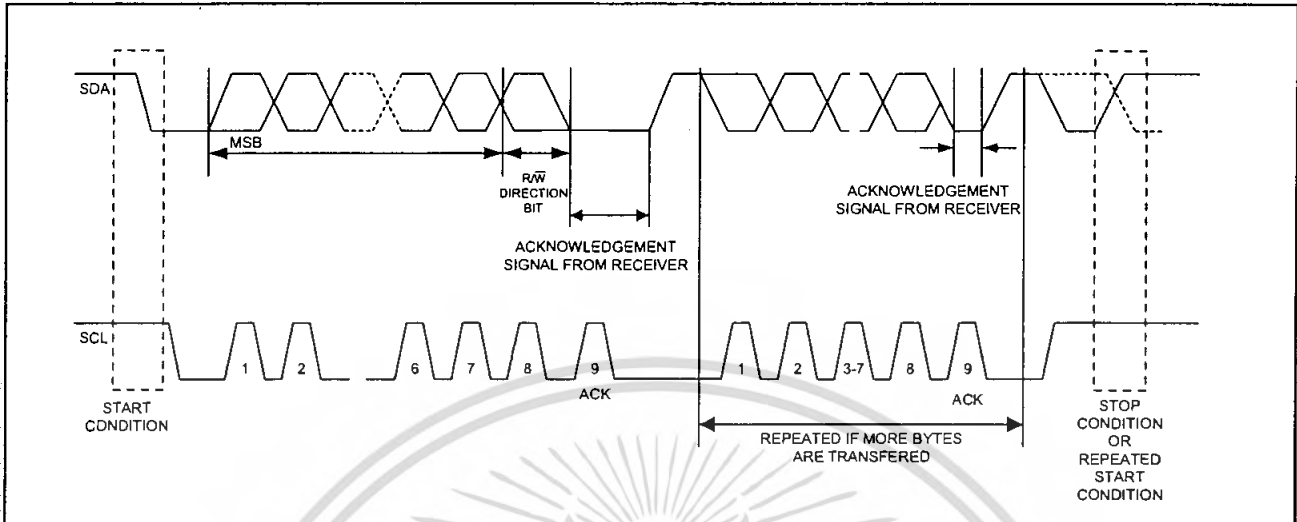 SDA
MSB
R/W̅
DIRECTION
BIT
ACKNOWLEDGEMENT
SIGNAL FROM RECEIVER
ACKNOWLEDGEMENT
SIGNAL FROM RECEIVER
SCL
1 2 6 7 8 9 1 2 3-7 8 9
ACK ACK
START
CONDITION
REPEATED IF MORE BYTES
ARE TRANSFERED
STOP
CONDITION
OR
REPEATED
START
CONDITION